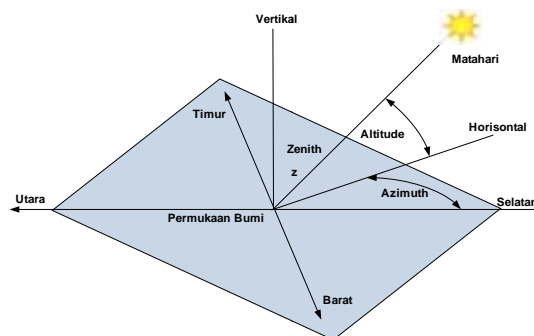 Vertikal
Matahari
Timur
Altitude
Horisontal
Zenith
z
Azimuth
Utara
Selatan
Permukaan Bumi
Barat